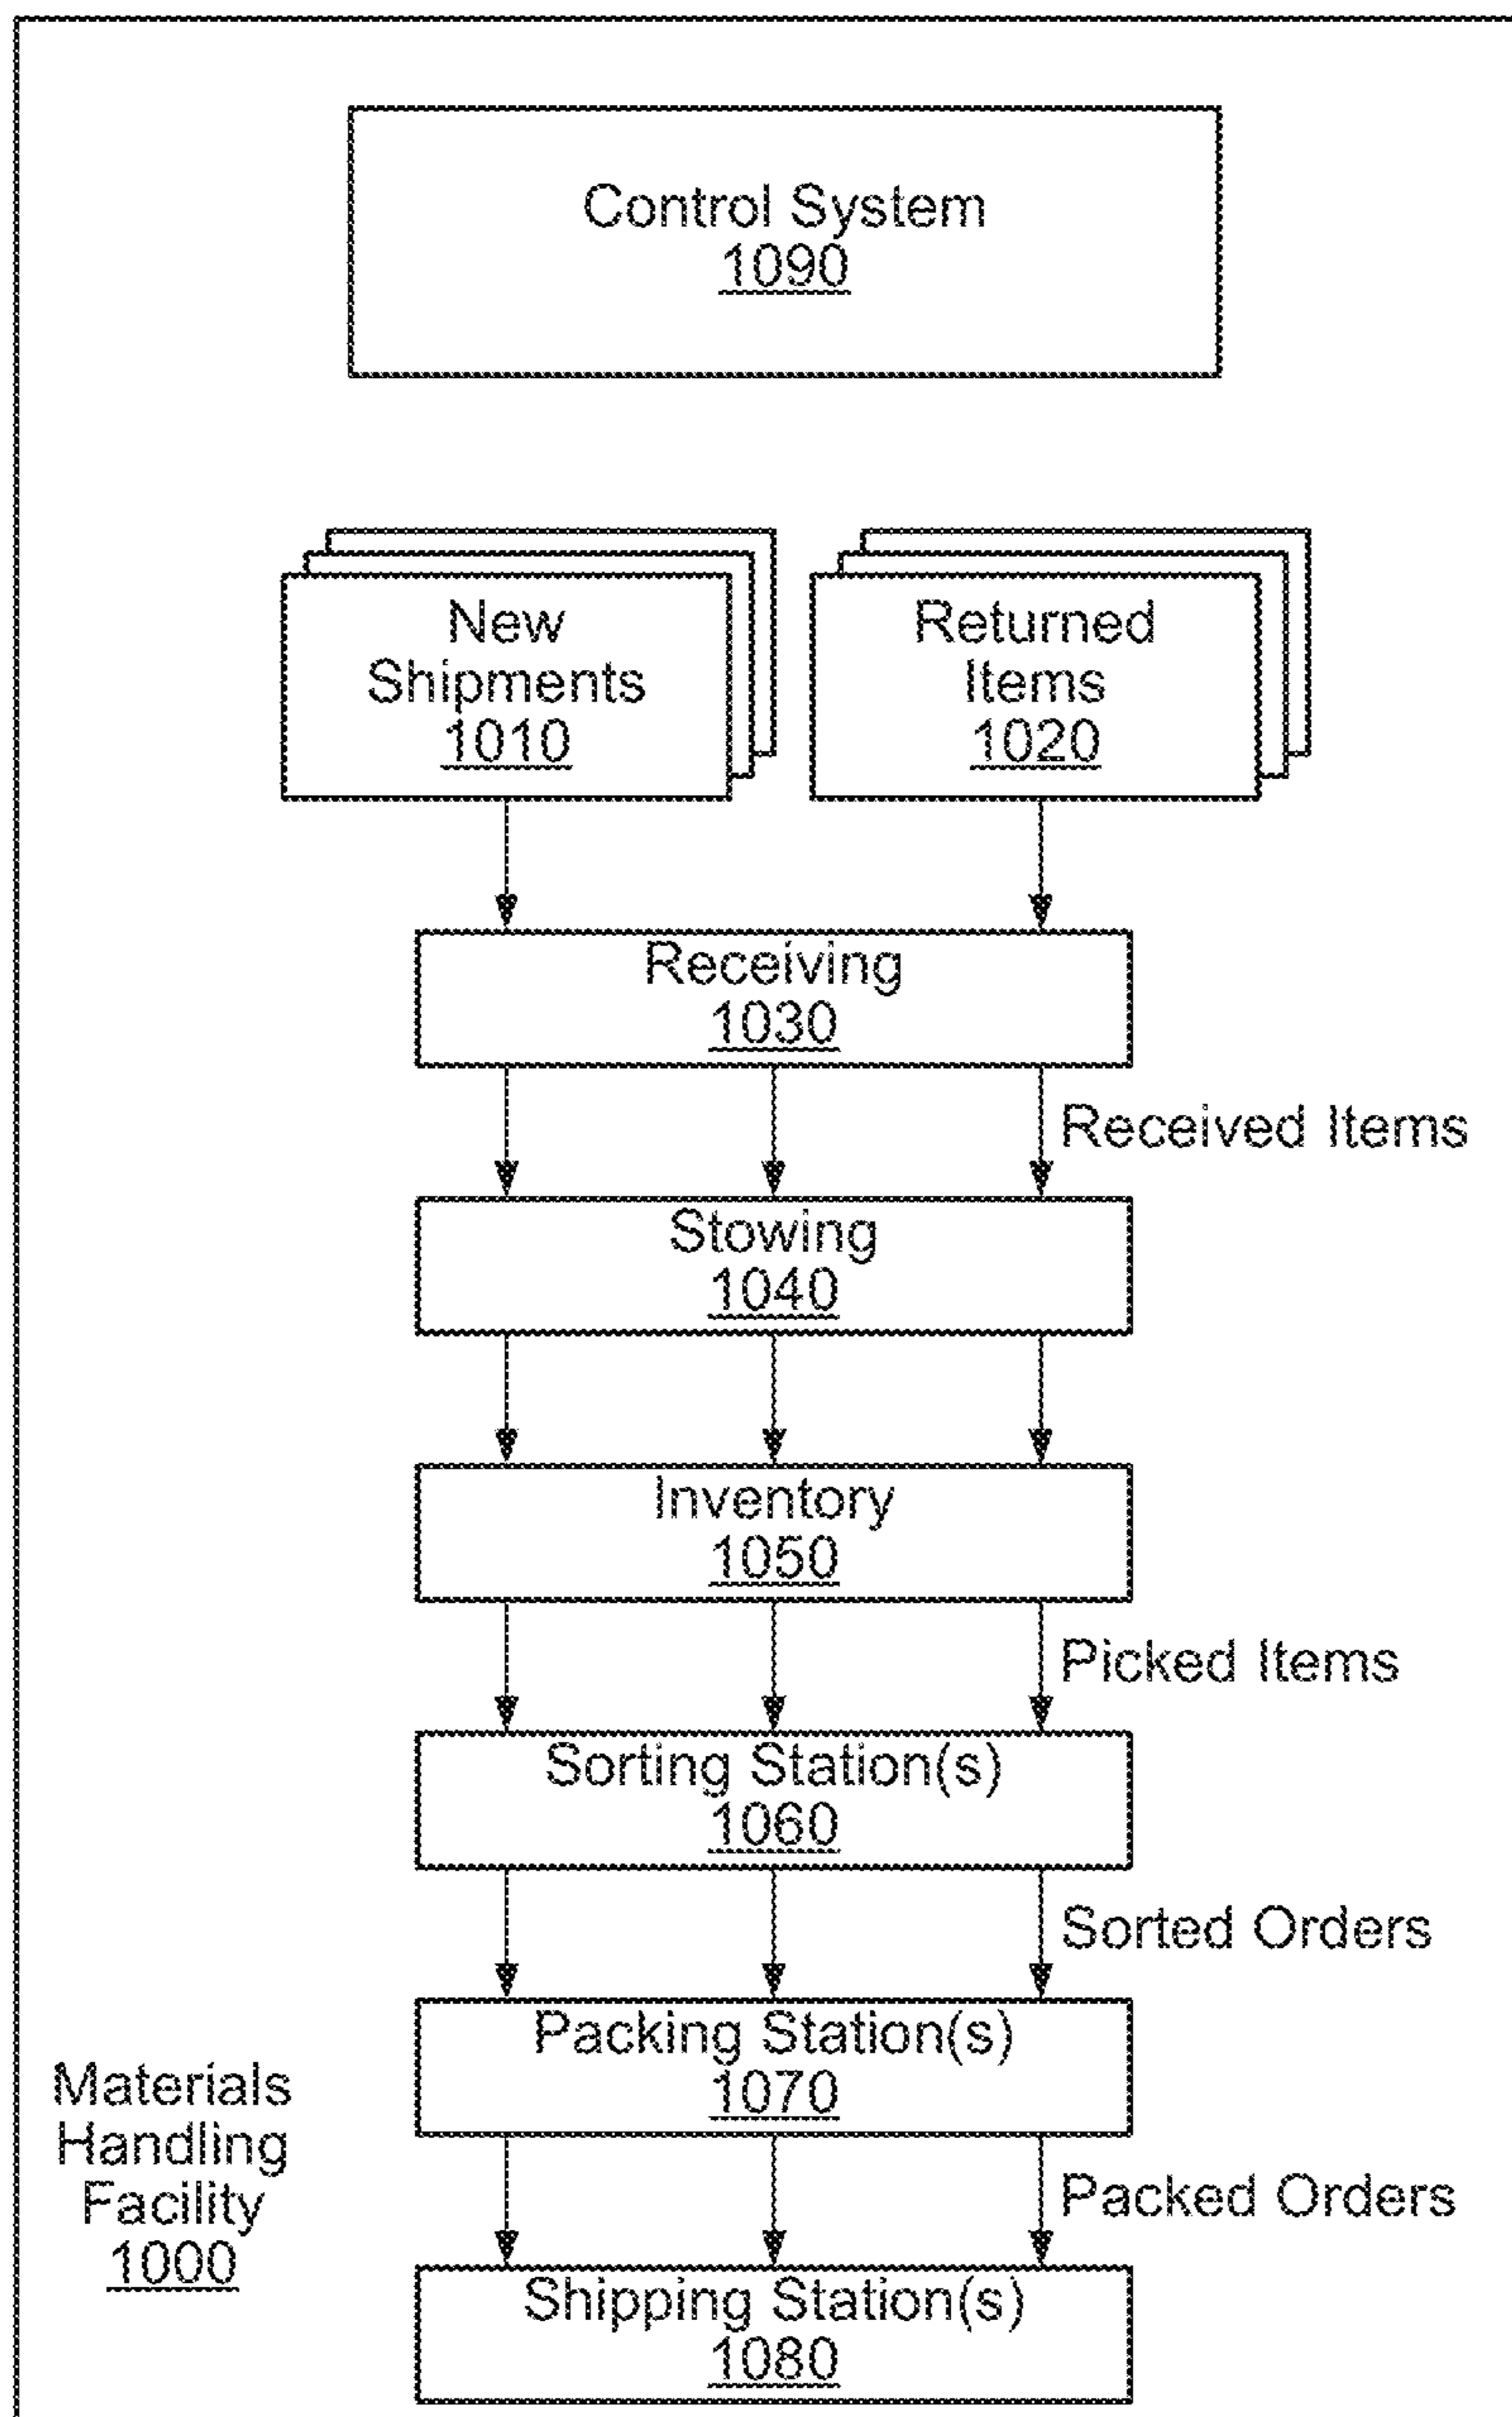 Control System
1090
New
Shipments
1010
Returned
Items
1020
Receiving
1030
Received Items
Stowing
1040
Inventory
1050
Picked Items
Sorting Station(s)
1060
Sorted Orders
Packing Station(s)
1070
Materials
Handling
Facility
1000
Packed Orders
Shipping Station(s)
1080